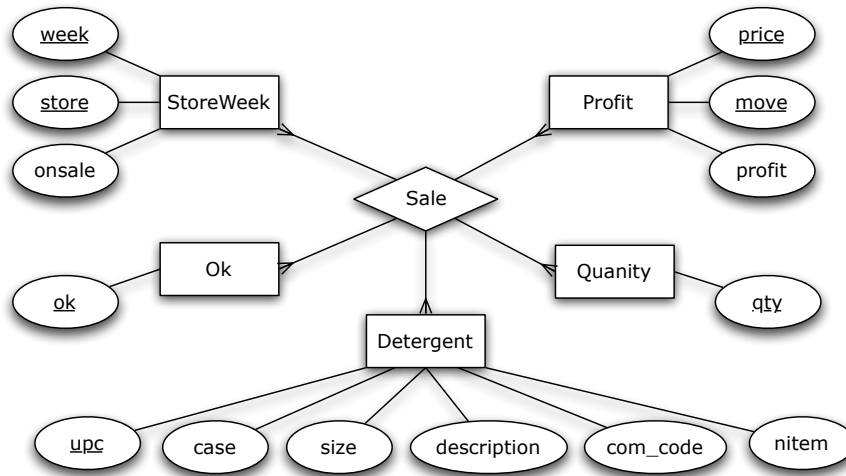 week
price
store
StoreWeek
Profit
move
onsale
profit
Sale
Ok
Quanity
ok
qty
Detergent
upc
case
size
description
com_code
nitem